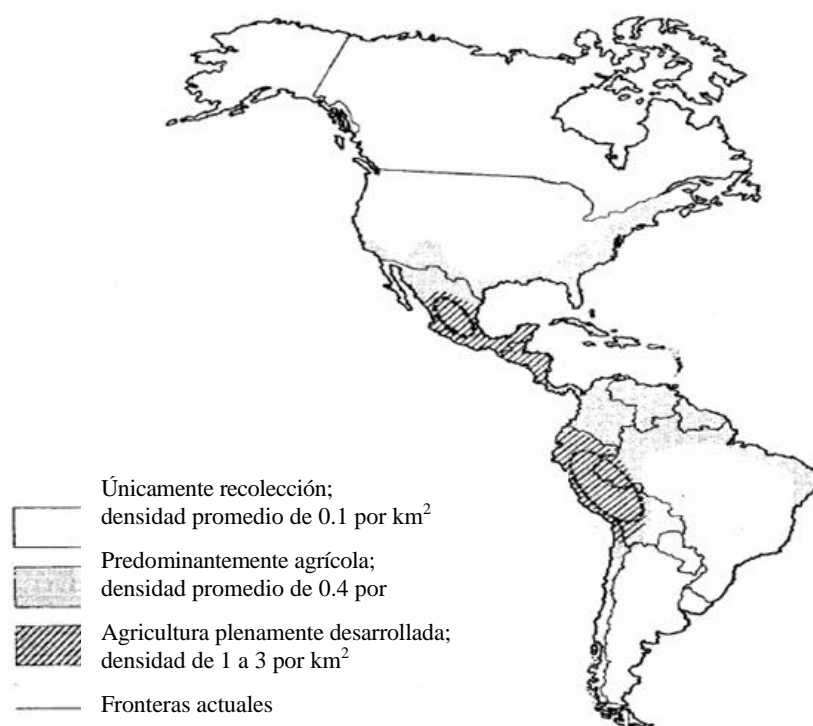 Únicamente recolección;
densidad promedio de 0.1 por km²
Predominantemente agrícola;
densidad promedio de 0.4 por
Agricultura plenamente desarrollada;
densidad de 1 a 3 por km²
Fronteras actuales